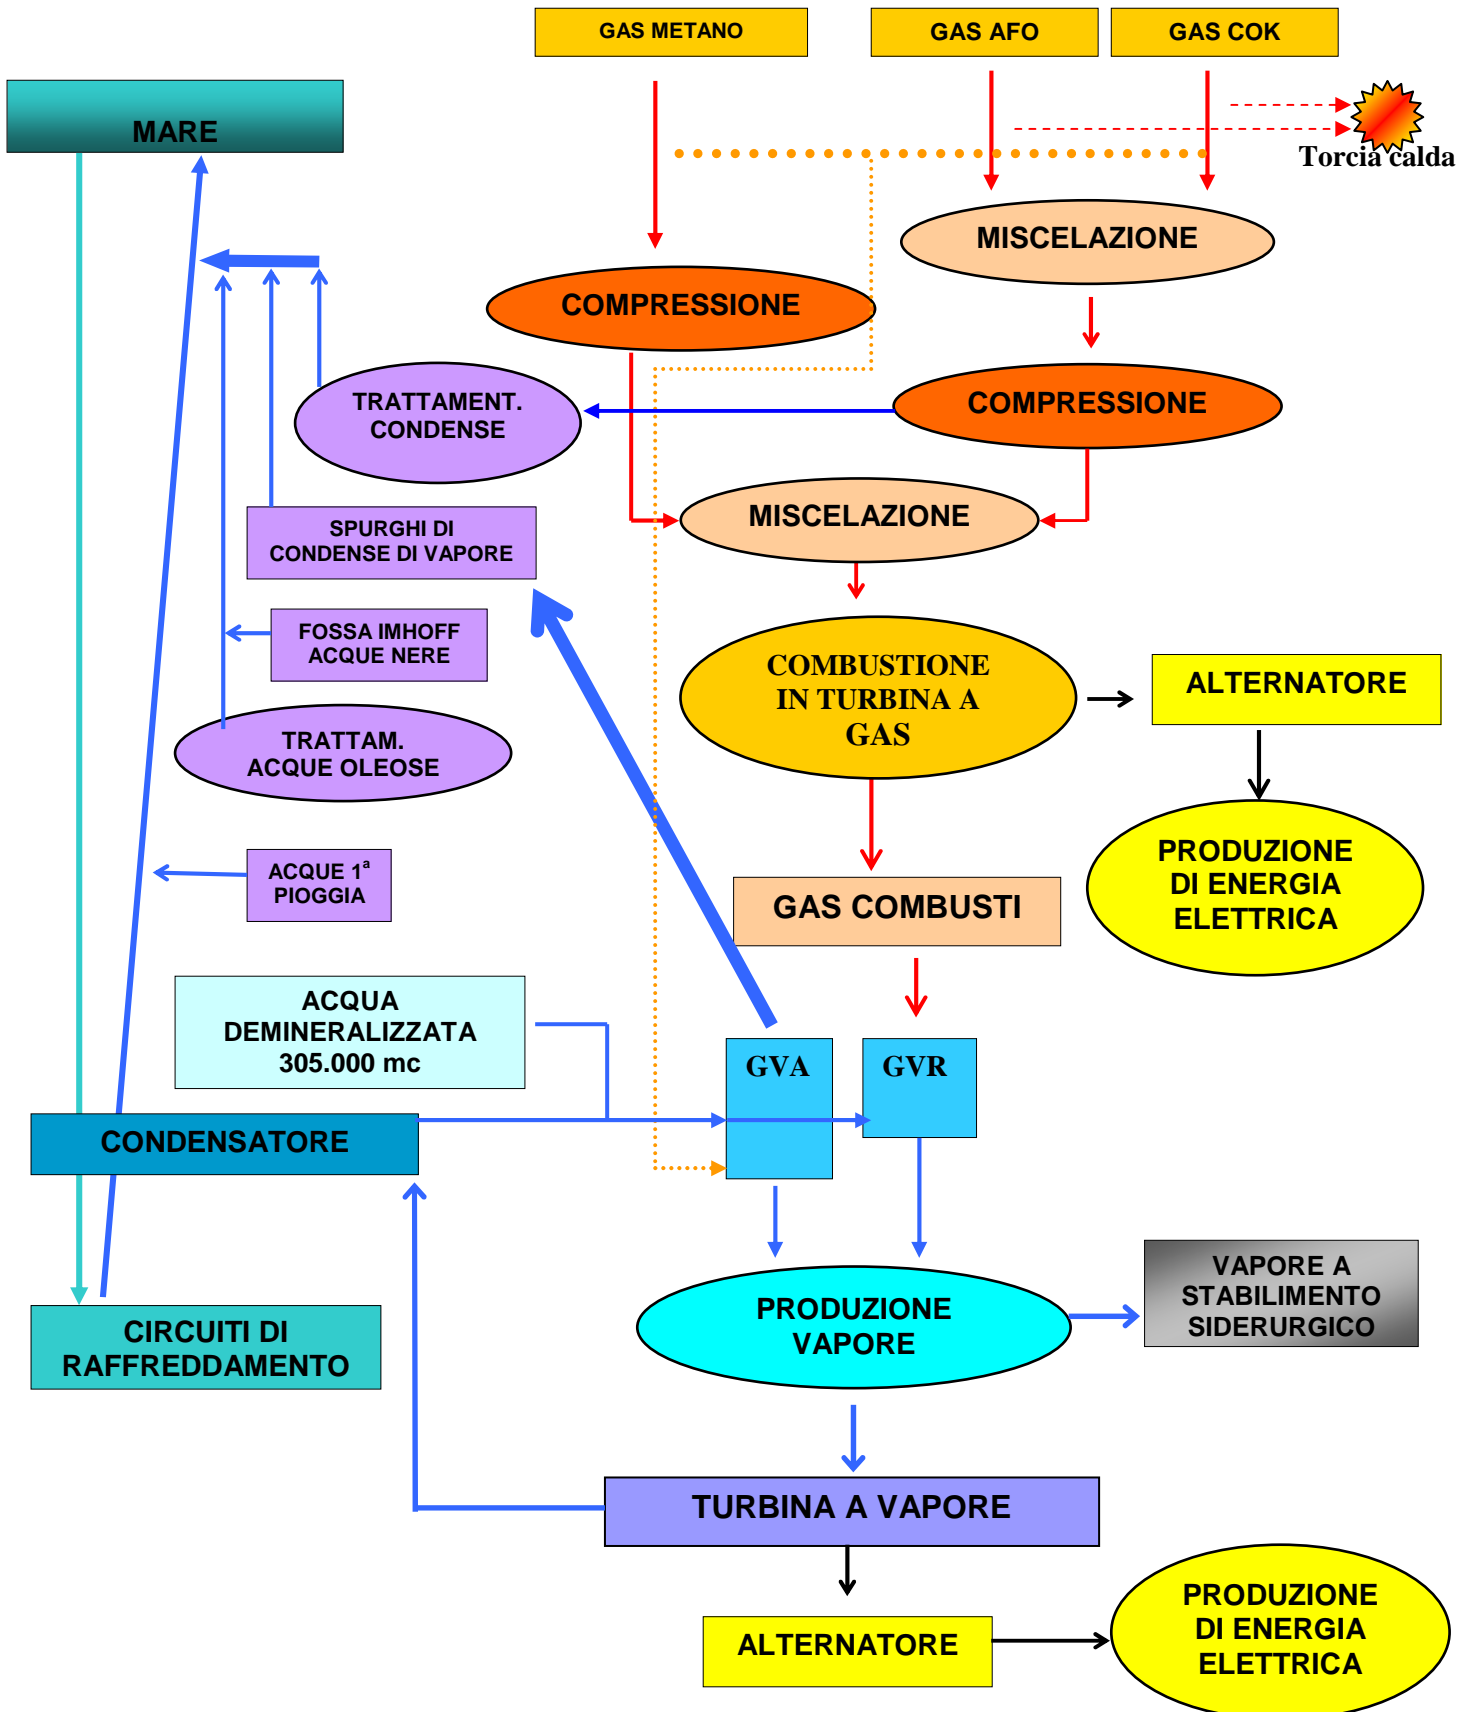 GAS METANO
GAS AFO
GAS COK
MARE
Torcia calda
MISCELAZIONE
COMPRESSIONE
TRATTAMENT.
CONDENSE
COMPRESSIONE
MISCELAZIONE
SPURGHI DI
CONDENSE DI VAPORE
FOSSA IMHOFF
ACQUE NERE
COMBUSTIONE
IN TURBINA A
GAS
ALTERNATORE
TRATTAM.
ACQUE OLEOSE
PRODUZIONE
DI ENERGIA
ELETTRICA
ACQUE 1ª
PIOGGIA
GAS COMBUSTI
ACQUA
DEMINERALIZZATA
305.000 mc
GVA
GVR
CONDENSATORE
VAPORE A
STABILIMENTO
SIDERURGICO
PRODUZIONE
VAPORE
CIRCUITI DI
RAFFREDDAMENTO
TURBINA A VAPORE
ALTERNATORE
PRODUZIONE
DI ENERGIA
ELETTRICA